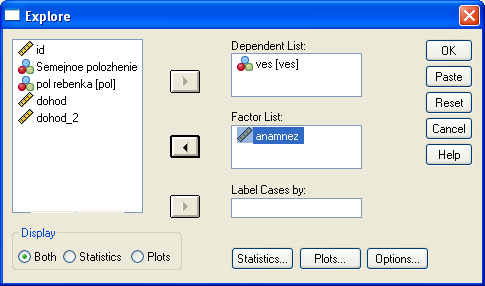 Explore
id
Semejnoe polozhenie
pol rebenka [pol]
dohod
dohod_2
Dependent List:
ves [ves]
Factor List:
anamnez
Label Cases by:
OK
Paste
Reset
Cancel
Help
Display
Both Statistics Plots
Statistics... Plots... Options...